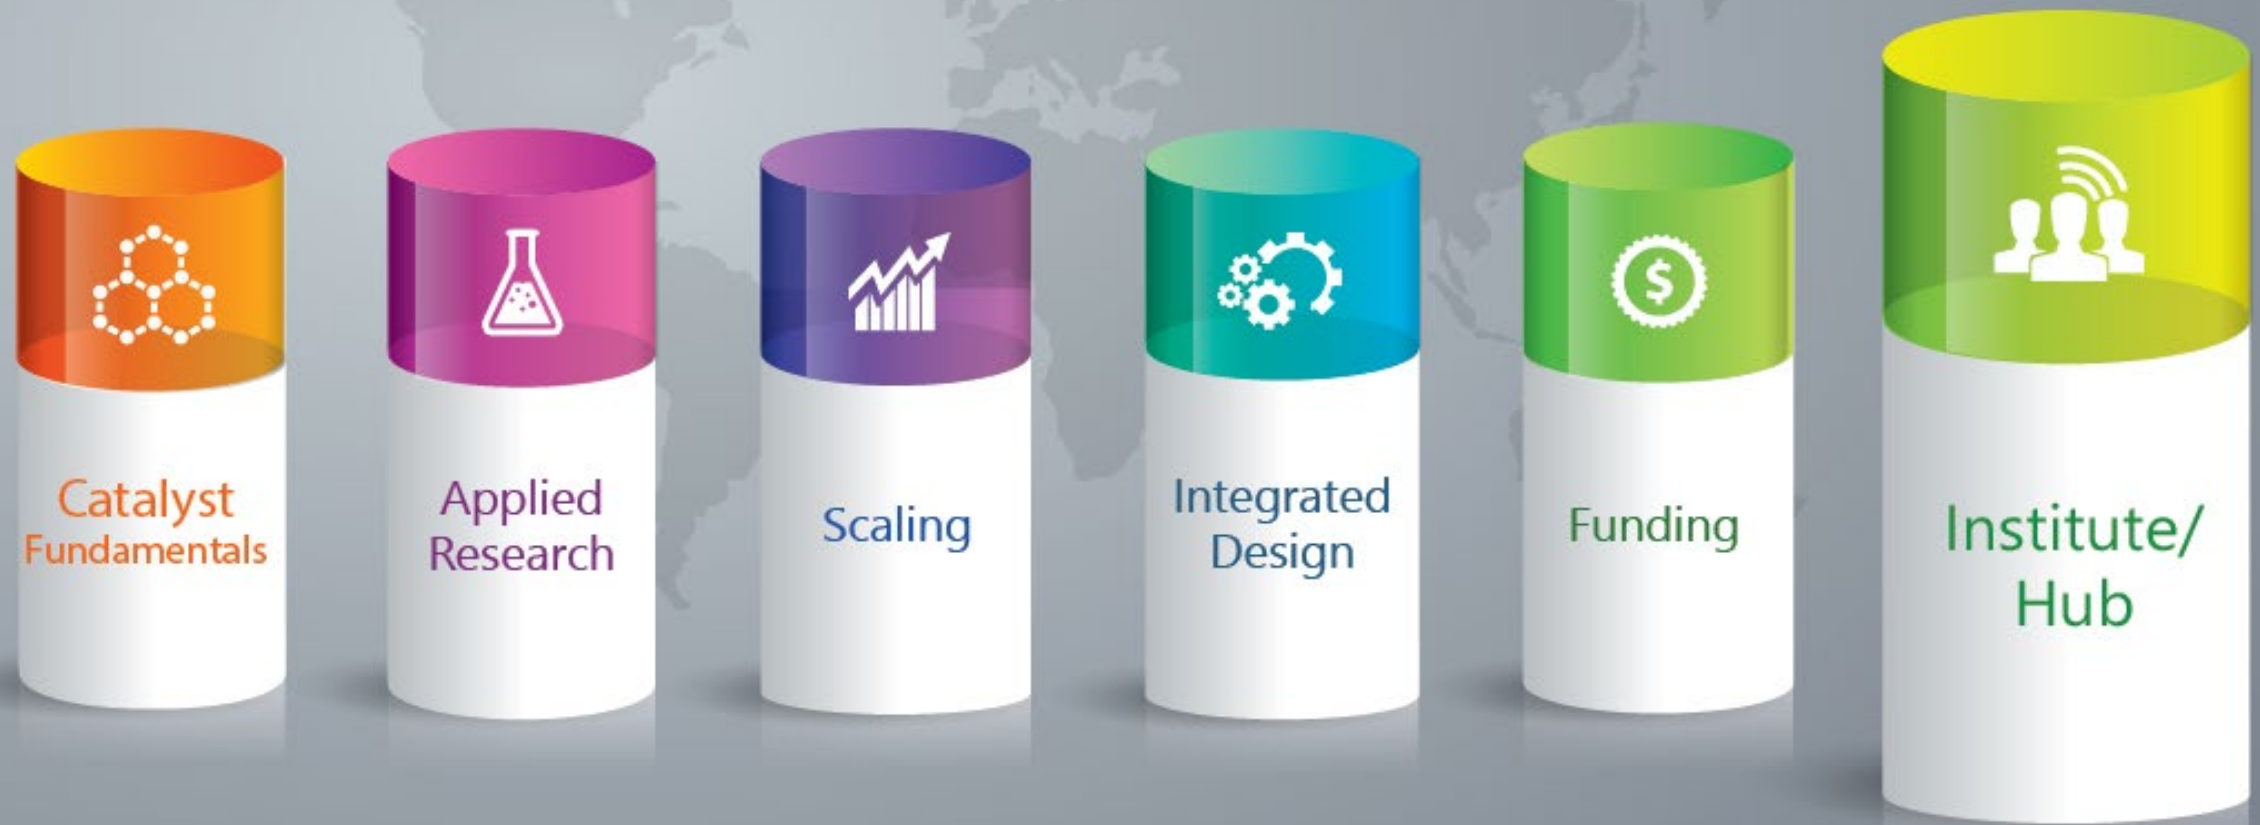 Catalyst
Fundamentals
Applied
Research
Scaling
Integrated
Design
$
Funding
Institute/
Hub